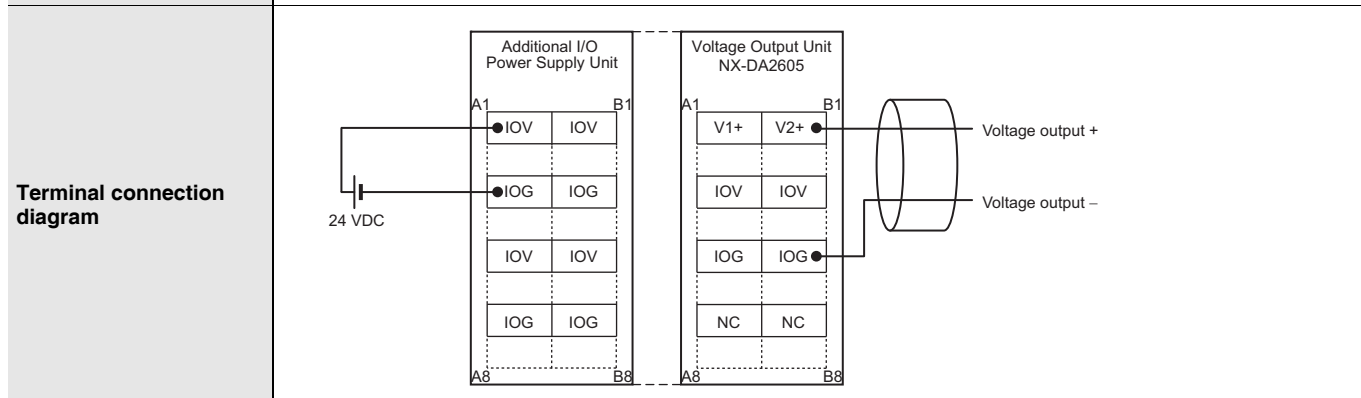 Terminal connection
diagram
24 VDC
Additional I/O
Power Supply Unit
A1 B1
IOV IOV
IOG IOG
IOV IOV
IOG IOG
A8 B8
Voltage Output Unit
NX-DA2605
A1 B1
V1+ V2+
IOV IOV
IOG IOG
NC NC
A8 B8
Voltage output +
Voltage output –